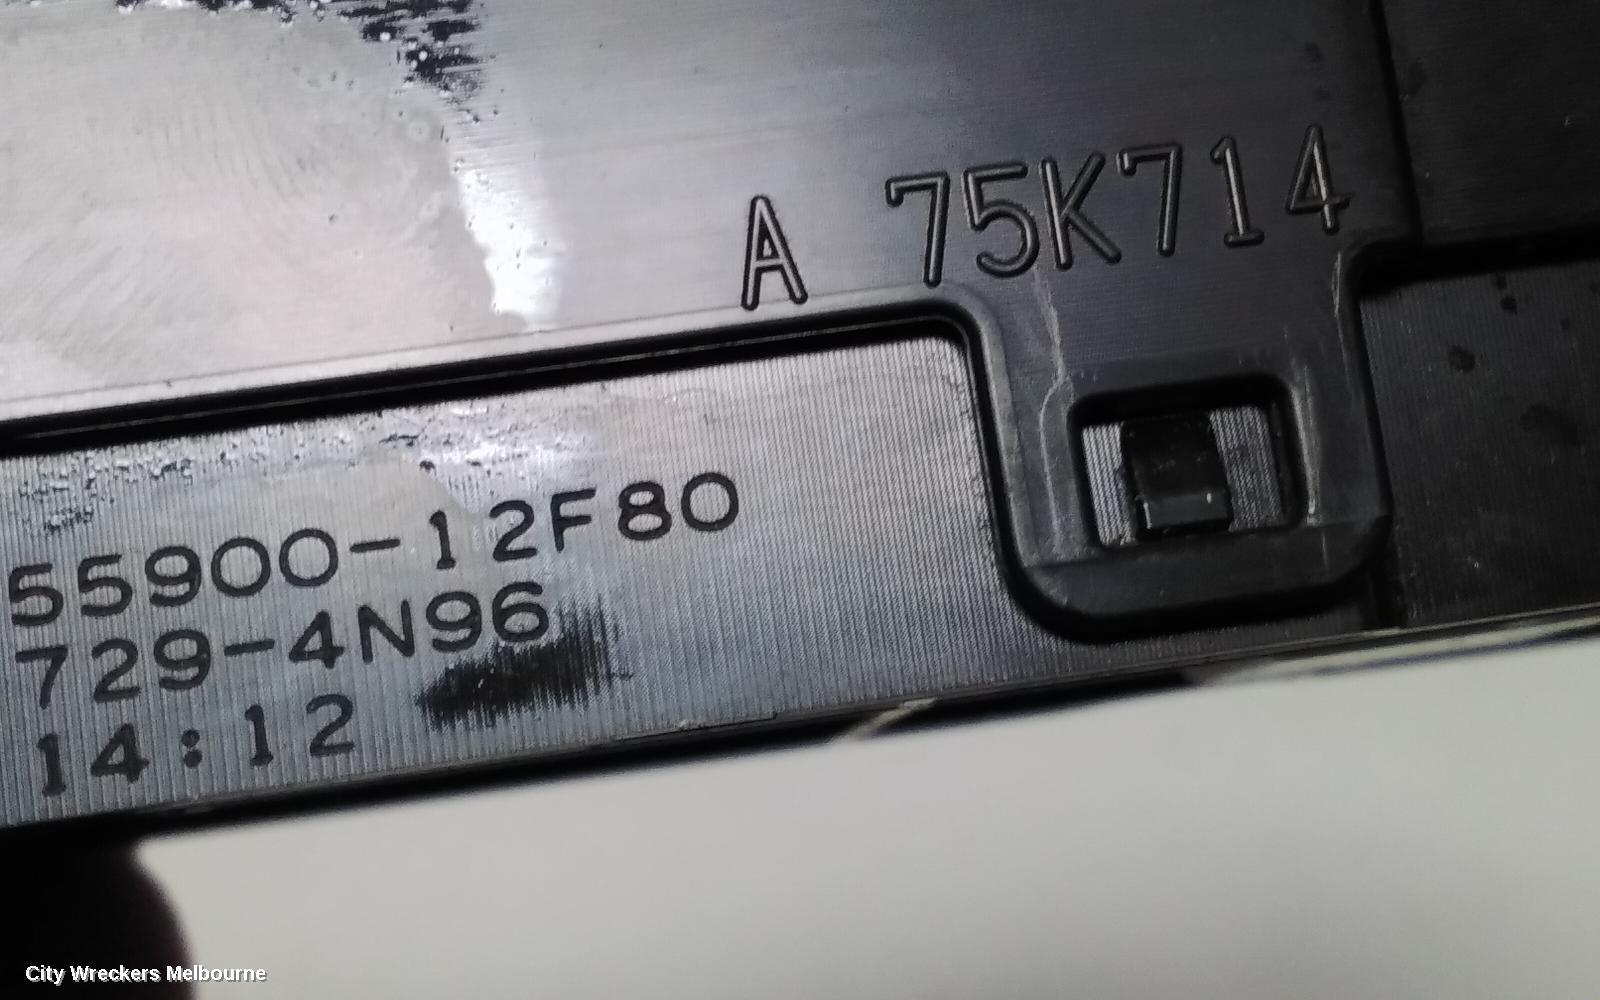 A 75K714
55900-12F80
729-4N96
14:12
City Wreckers Melbourne